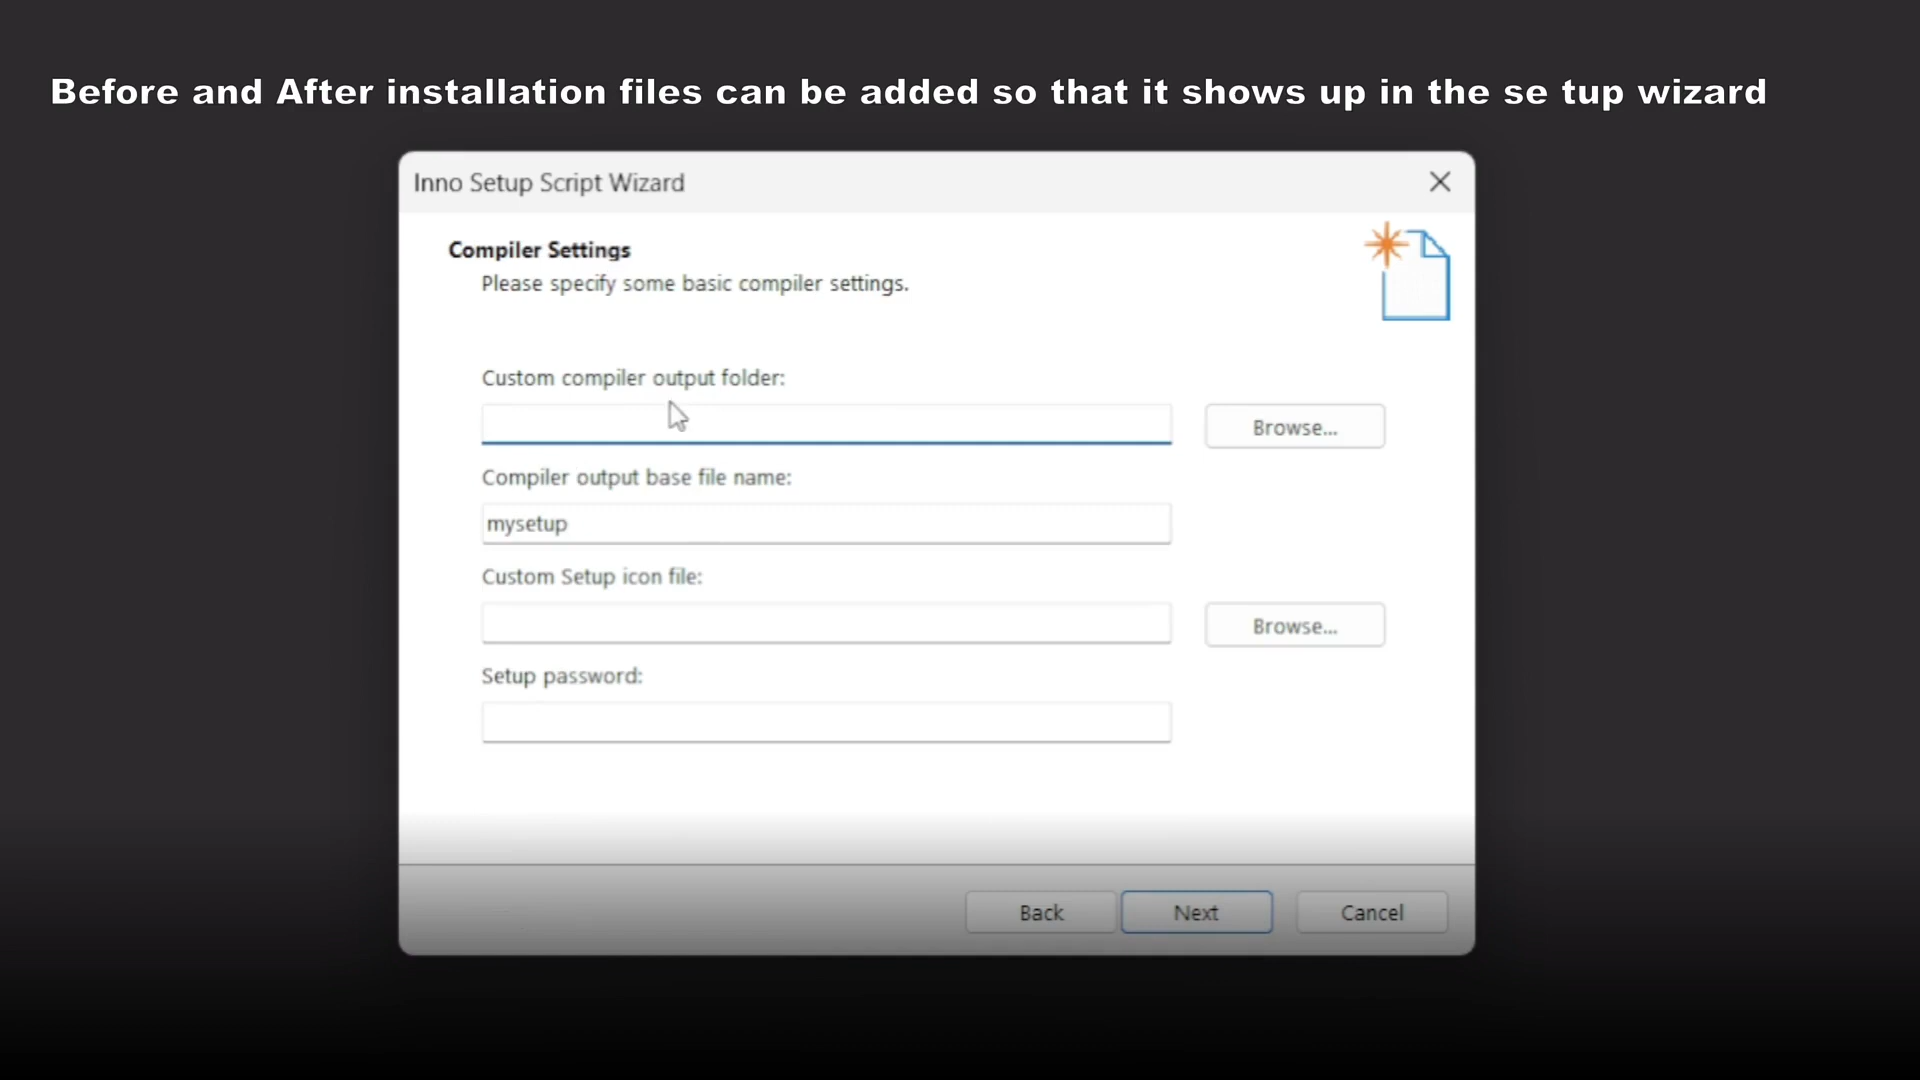 Before and After installation files can be added so that it shows up in the se tup wizard
Inno Setup Script Wizard
Compiler Settings
Please specify some basic compiler settings.
Custom compiler output folder:
Browse...
Compiler output base file name:
mysetup
Custom Setup icon file:
Browse...
Setup password:
Back
Next
Cancel